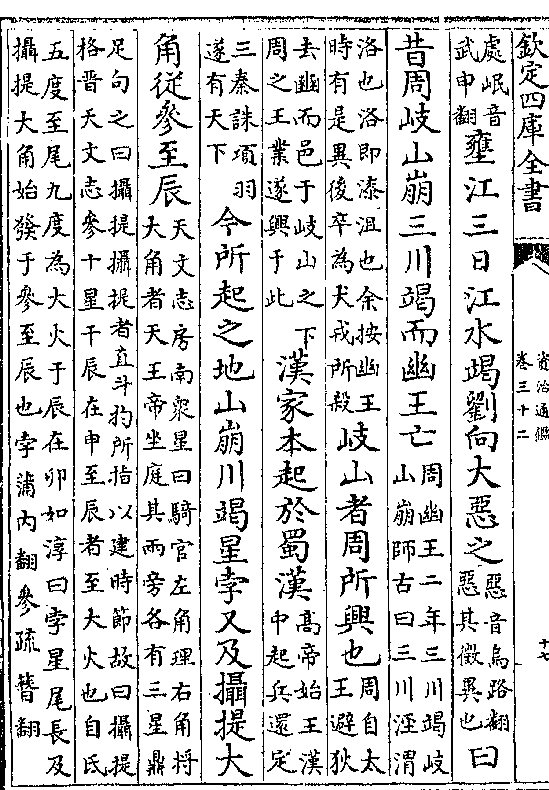 欽定四庫全書
資治通鑑
卷三十二
十七
處岷音
武申翻
壅江三日江水竭劉向大惡之
惡音烏路翻
惡其徵異也
曰
昔周岐山崩三川竭而幽王亡
周幽王二年三川竭岐
山崩師古曰三川涇渭
洛也洛即漆沮也余按幽王
時有是異後卒為犬戎所殺
岐山者周所興也
周自太
王避狄
去豳而邑于岐山之下
周之王業遂興于此
漢家本起於蜀漢
高帝始王漢
中起兵還定
三秦誅項羽
遂有天下
今所起之地山崩川竭星孛又及攝提大
角從參至辰
天文志房南衆星曰騎官左角理右角將
大角者天王帝坐庭其兩旁各有三星鼎
足句之曰攝提攝提者直斗杓所指以建時節故曰攝提
格晋天文志參十星于辰在申至辰者至大火也自氐
五度至尾九度為大火于辰在卯如淳曰孛星尾長及
攝提大角始發于參至辰也孛蒲內翻參疏簪翻